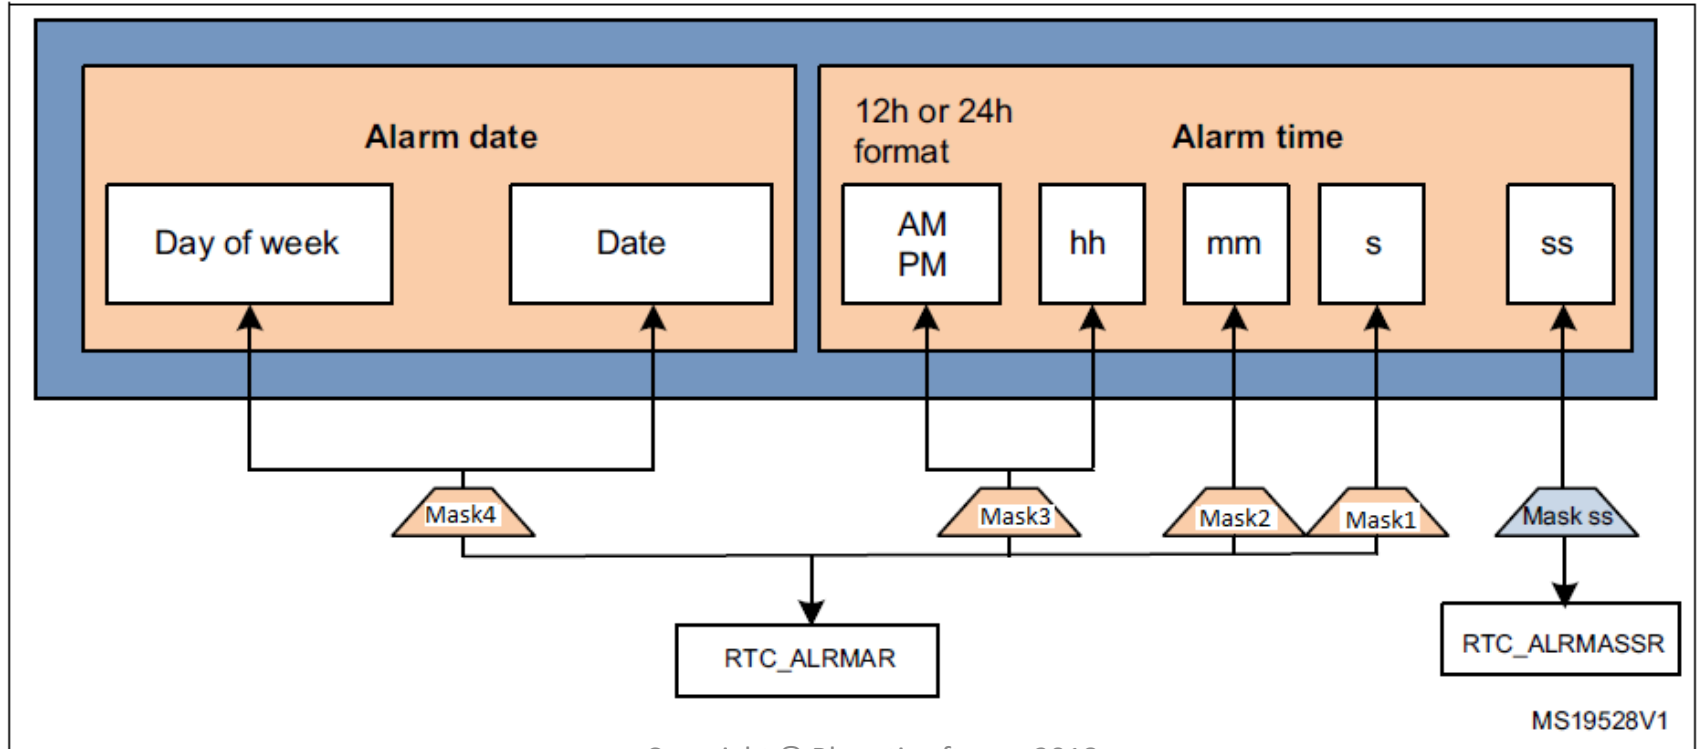 Alarm date
12h or 24h
format
Alarm time
Day of week
Date
AM
PM
hh
mm
s
ss
Mask4
Mask3
Mask2
Mask1
Mask ss
RTC_ALRMAR
RTC_ALRMASSR
MS19528V1